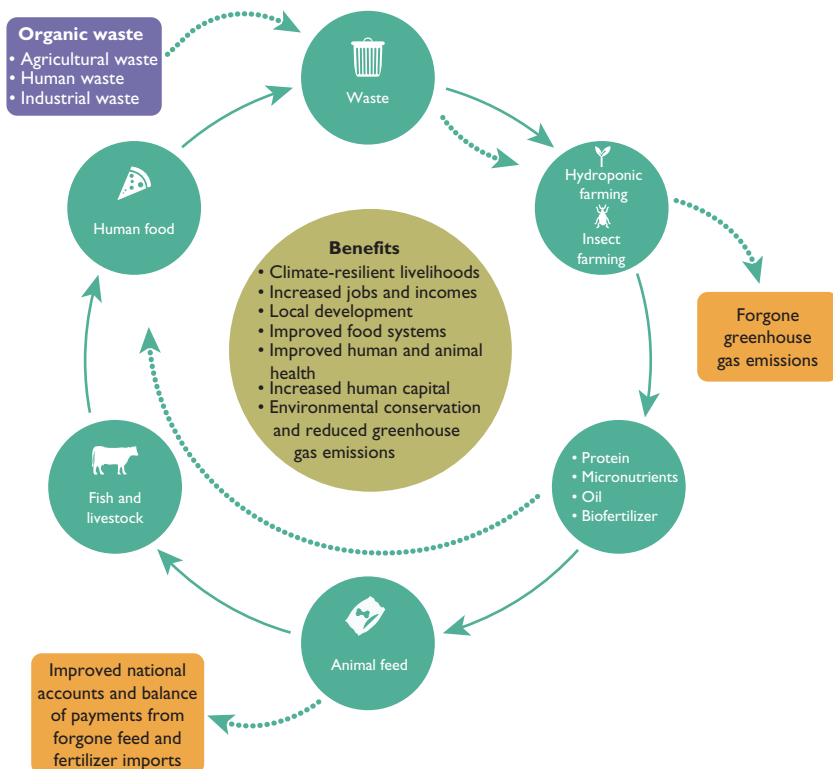 Organic waste
• Agricultural waste
• Human waste
• Industrial waste
Waste
Hydroponic
farming
Insect
farming
Human food
Benefits
• Climate-resilient livelihoods
• Increased jobs and incomes
• Local development
• Improved food systems
• Improved human and animal
health
• Increased human capital
• Environmental conservation
and reduced greenhouse
gas emissions
Forgone
greenhouse
gas emissions
• Protein
• Micronutrients
• Oil
• Biofertilizer
Fish and
livestock
Animal feed
Improved national
accounts and balance
of payments from
forgone feed and
fertilizer imports